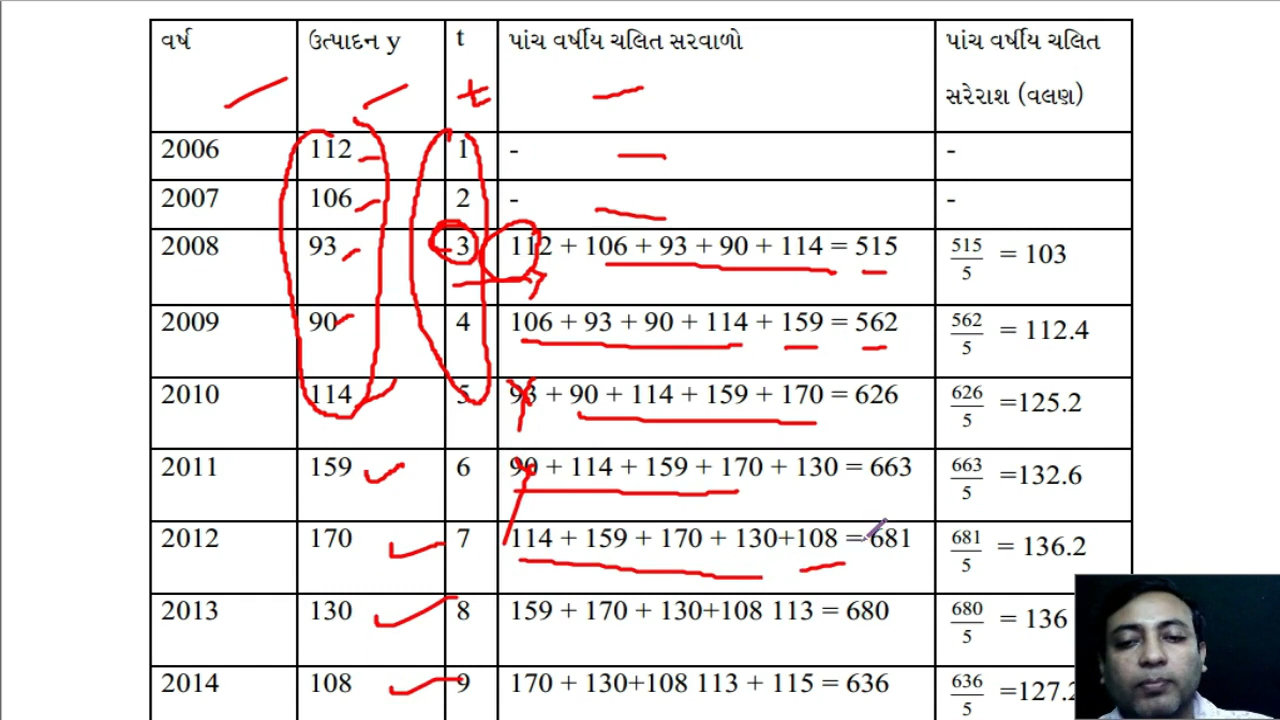 વર્ષ ઉત્પાદન y t પાંચ વર્ષીય ચલિત સરવાળો પાંચ વર્ષીય ચલિત
સરેરાશ (વલણ)
t
2006 112 1 - -
2007 106 2 - -
2008 93 3 112 + 106 + 93 + 90 + 114 = 515 515/5 = 103
2009 90 4 106 + 93 + 90 + 114 + 159 = 562 562/5 = 112.4
2010 114 5 93 + 90 + 114 + 159 + 170 = 626 626/5 =125.2
2011 159 6 90 + 114 + 159 + 170 + 130 = 663 663/5 =132.6
2012 170 7 114 + 159 + 170 + 130+108 = 681 681/5 = 136.2
2013 130 8 159 + 170 + 130+108 113 = 680 680/5 = 136
2014 108 9 170 + 130+108 113 + 115 = 636 636/5 =127.2